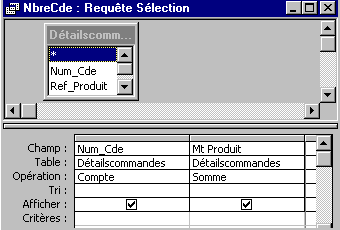 NbreCde : Requête Sélection
Détailscomm...
*
Num_Cde
Ref_Produit
Champ : Num_Cde Mt Produit
Table : Détailscommandes Détailscommandes
Opération : Compte Somme
Tri :
Afficher :
Critères :